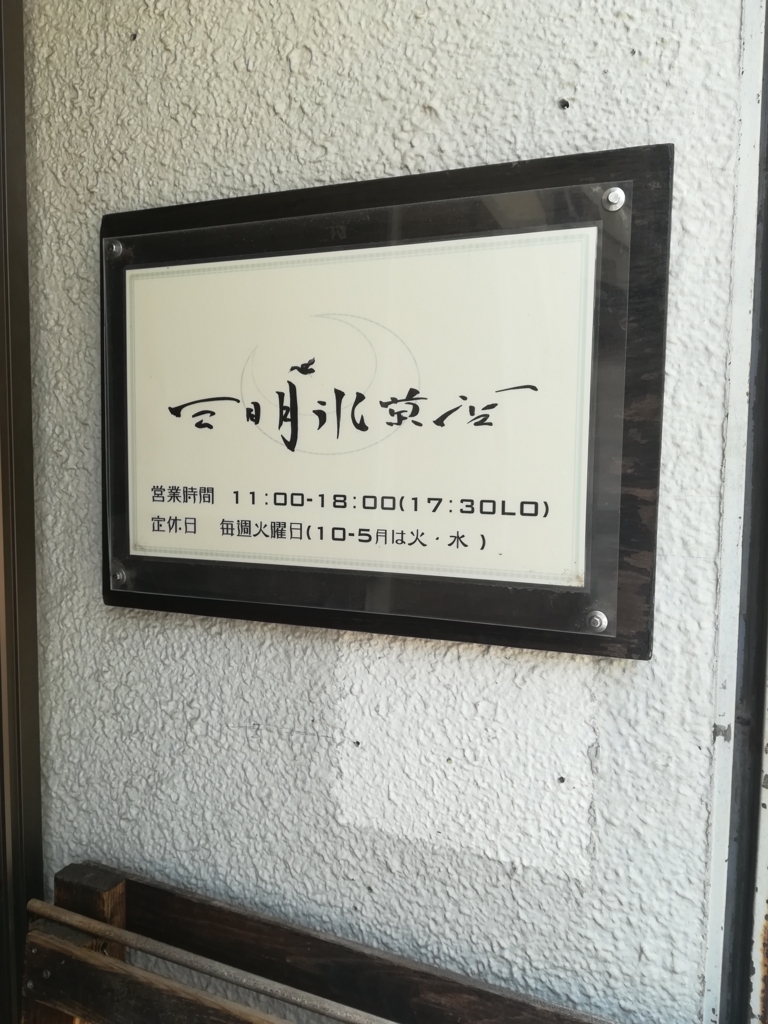 三日月氷菓店
営業時間 11:00-18:00(17:30LO)
定休日 毎週火曜日(10-5月は火・水)